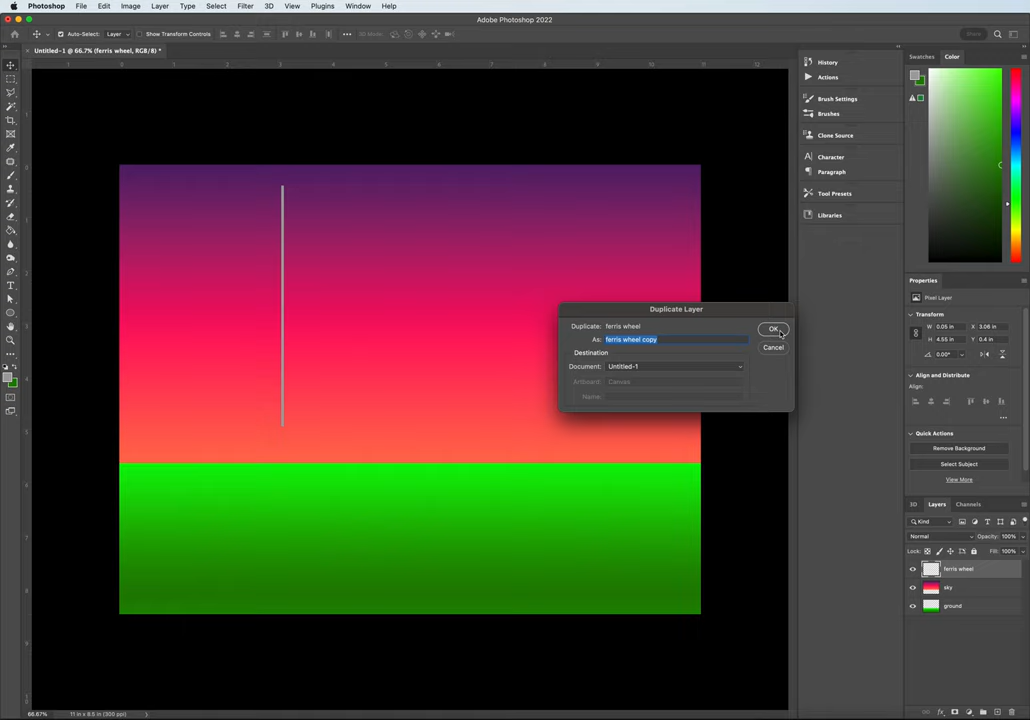 Photoshop File Edit Image Layer Type Select Filter 3D View Plugins Window Help
Adobe Photoshop 2022
Auto-Select: Layer Show Transform Controls 3D Mode: Share
Untitled-1 @ 66.7% (ferris wheel, RGB/8) *
History
Actions
Brush Settings
Brushes
Clone Source
Character
Paragraph
Tool Presets
Libraries
Swatches Color
Duplicate Layer
Duplicate: ferris wheel
As: ferris wheel copy
Destination
Document: Untitled-1
Artboard: Canvas
Name:
OK
Cancel
Properties
Pixel Layer
Transform
W 0.05 in X 3.06 in
H 4.55 in Y 0.4 in
0.00°
Align and Distribute
Align:
Quick Actions
Remove Background
Select Subject
View More
3D Layers Channels
Kind
Normal Opacity: 100%
Lock: Fill: 100%
ferris wheel
sky
ground
66.67% 11 in x 8.5 in (300 ppi)